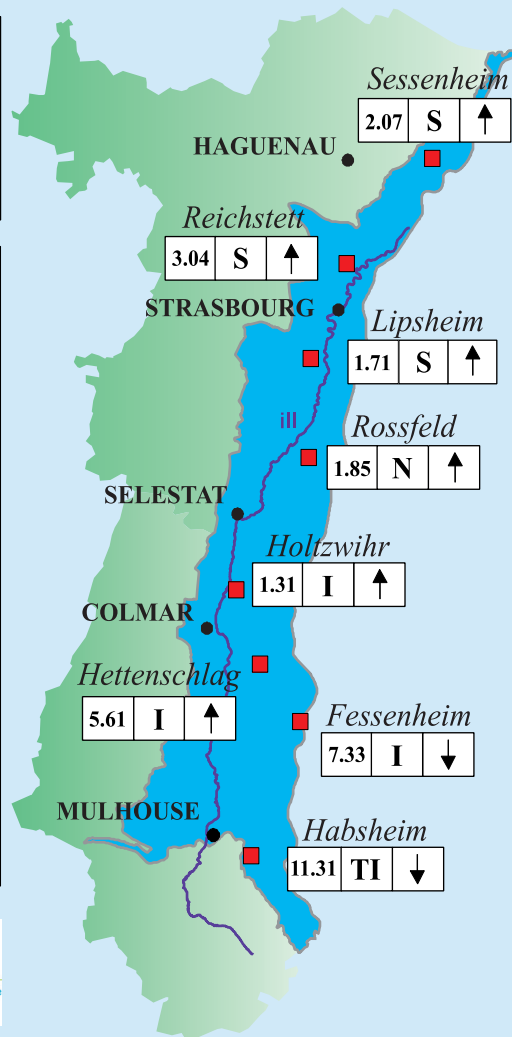 Sessenheim
2.07 S ↑
HAGUENAU
Reichstett
3.04 S ↑
STRASBOURG
Lipsheim
1.71 S ↑
ill
Rossfeld
1.85 N ↑
SELESTAT
Holtzwihr
1.31 I ↑
COLMAR
Hettenschlag
5.61 I ↑
Fessenheim
7.33 I ↓
MULHOUSE
Habsheim
11.31 TI ↓